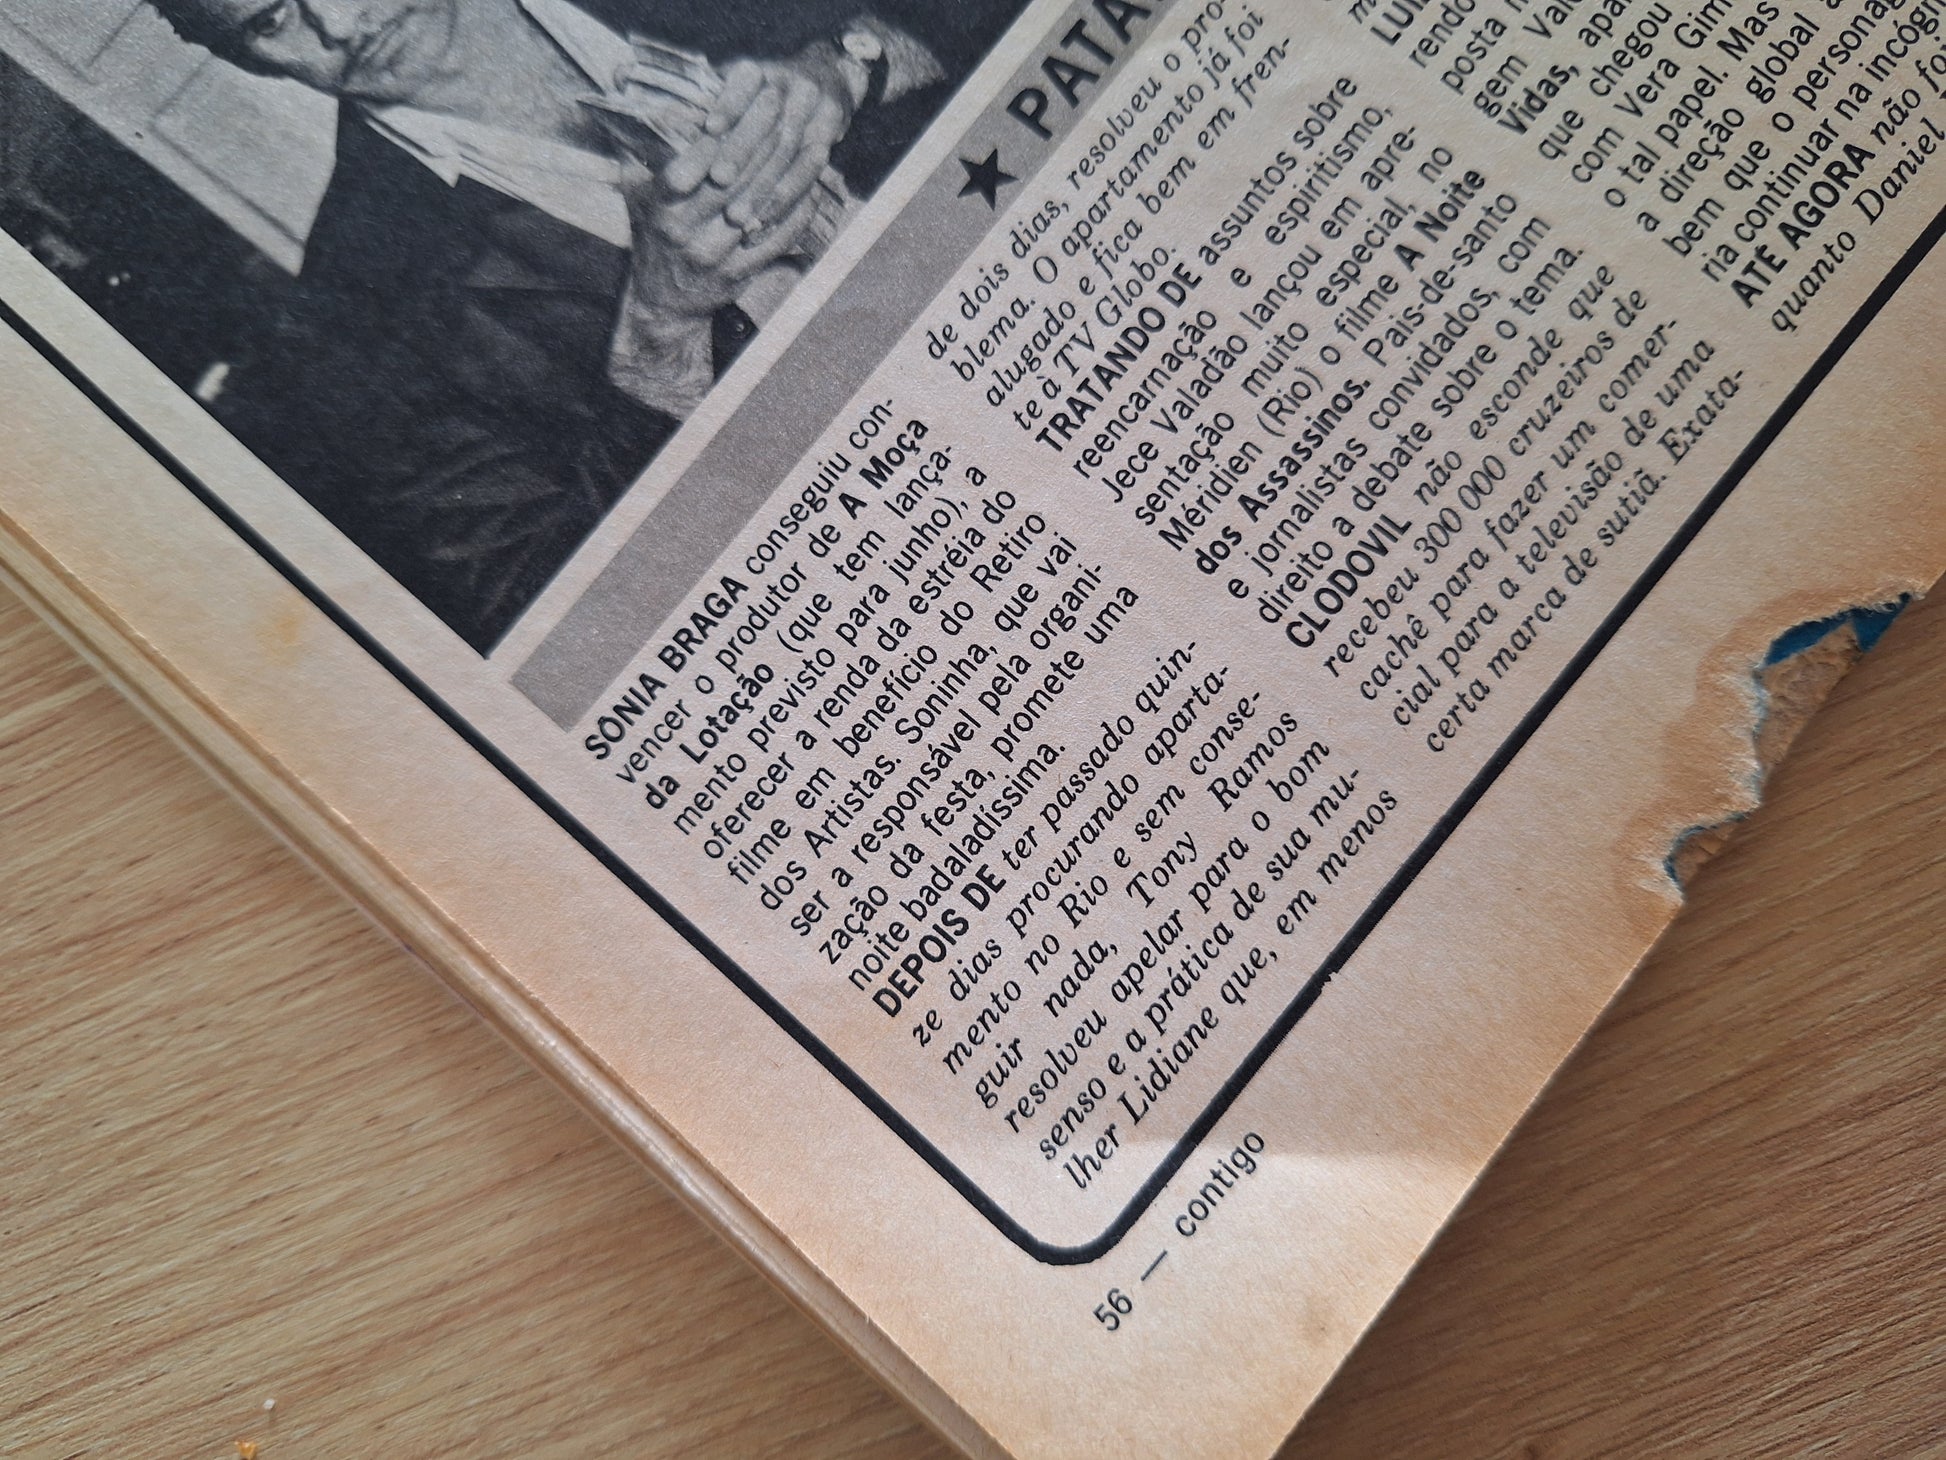 ★ PATA
SÔNIA BRAGA conseguiu con-
vencer o produtor de A Moça
da Lotação (que tem lança-
mento previsto para junho), a
oferecer a renda da estréia do
filme em benefício do Retiro
dos Artistas. Soninha, que vai
ser a responsável pela organi-
zação da festa, promete uma
noite badaladíssima.
DEPOIS DE ter passado quin-
ze dias procurando aparta-
mento no Rio e sem conse-
guir nada, Tony Ramos
resolveu apelar para o bom
senso e a prática de sua mu-
lher Lidiane que, em menos
de dois dias, resolveu o pro-
blema. O apartamento já foi
alugado e fica bem em fren-
te à TV Globo.
TRATANDO DE assuntos sobre
reencarnação e espiritismo,
Jece Valadão lançou em apre-
sentação muito especial, no
Méridien (Rio) o filme A Noite
dos Assassinos. Pais-de-santo
e jornalistas convidados, com
direito a debate sobre o tema.
CLODOVIL não esconde que
recebeu 300 000 cruzeiros de
cachê para fazer um comer-
cial para a televisão de uma
certa marca de sutiã. Exata-
rendo
posta
gem
Vidas,
que chegou
com Vera
o tal papel. Mas
a direção global
bem que o
ria continuar na
ATÉ AGORA não foi
quanto Daniel
56 — contigo